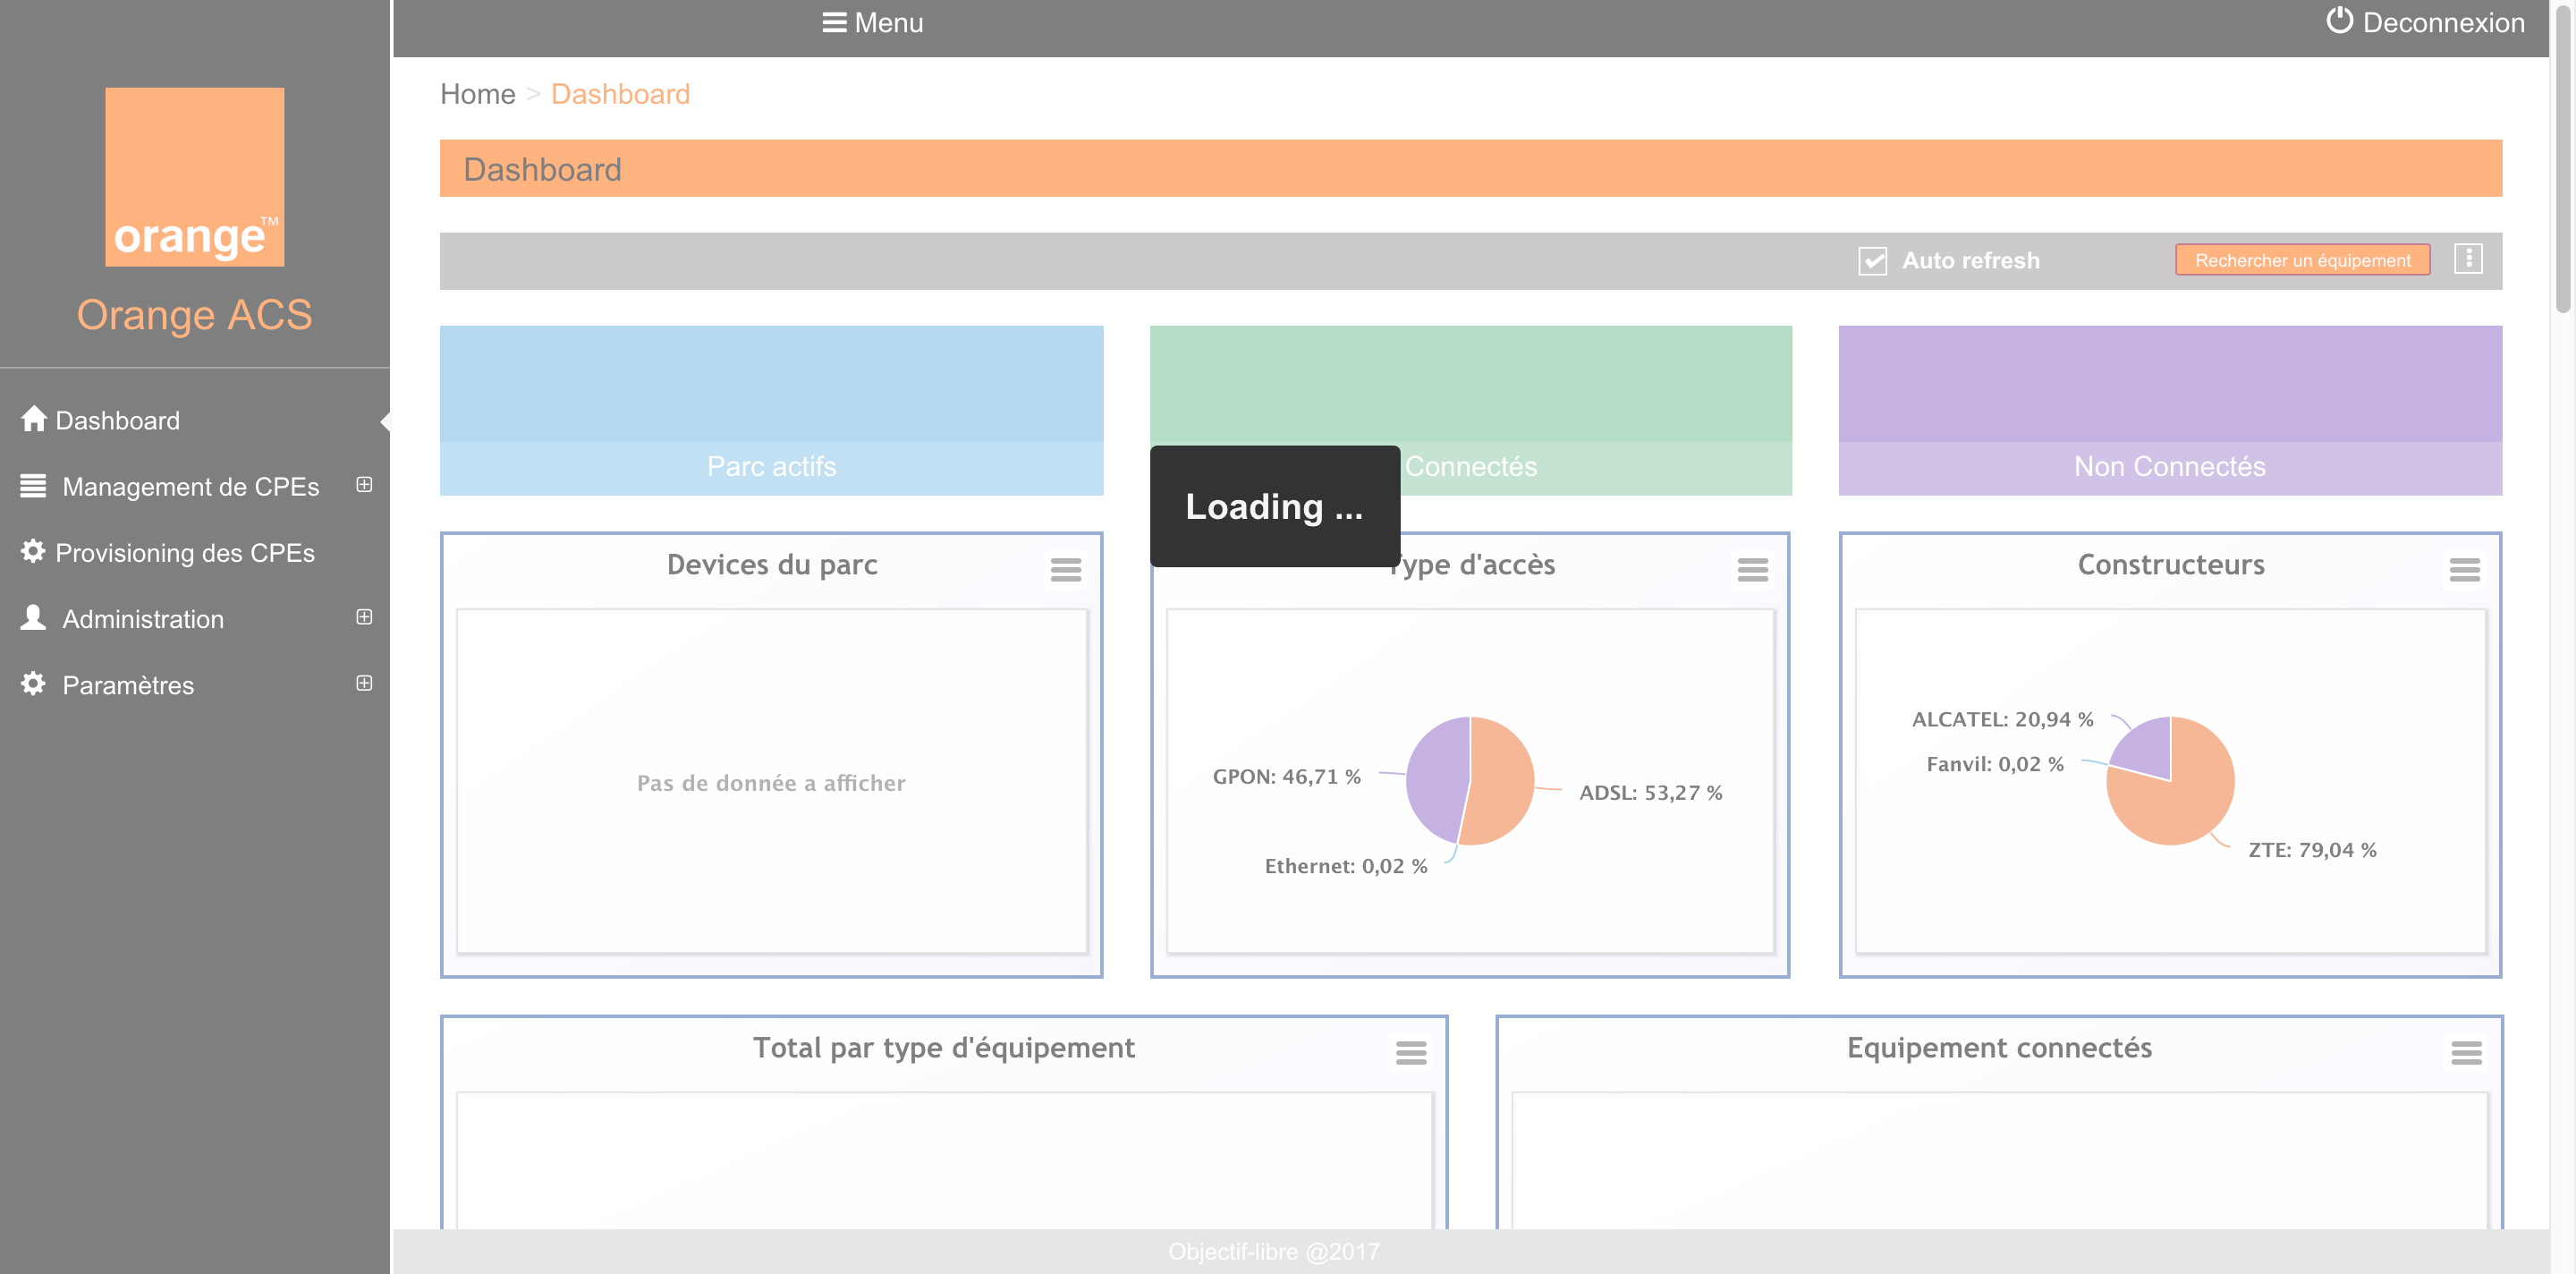 Menu
Deconnexion
Home > Dashboard
Dashboard
orange™
Orange ACS
Auto refresh
Rechercher un équipement
Dashboard
Management de CPEs
Provisioning des CPEs
Administration
Paramètres
Parc actifs
Connectés
Non Connectés
Loading ...
Devices du parc
Type d'accès
Constructeurs
Pas de donnée a afficher
GPON: 46,71 %
ADSL: 53,27 %
Ethernet: 0,02 %
ALCATEL: 20,94 %
Fanvil: 0,02 %
ZTE: 79,04 %
Total par type d'équipement
Equipement connectés
Objectif-libre @2017